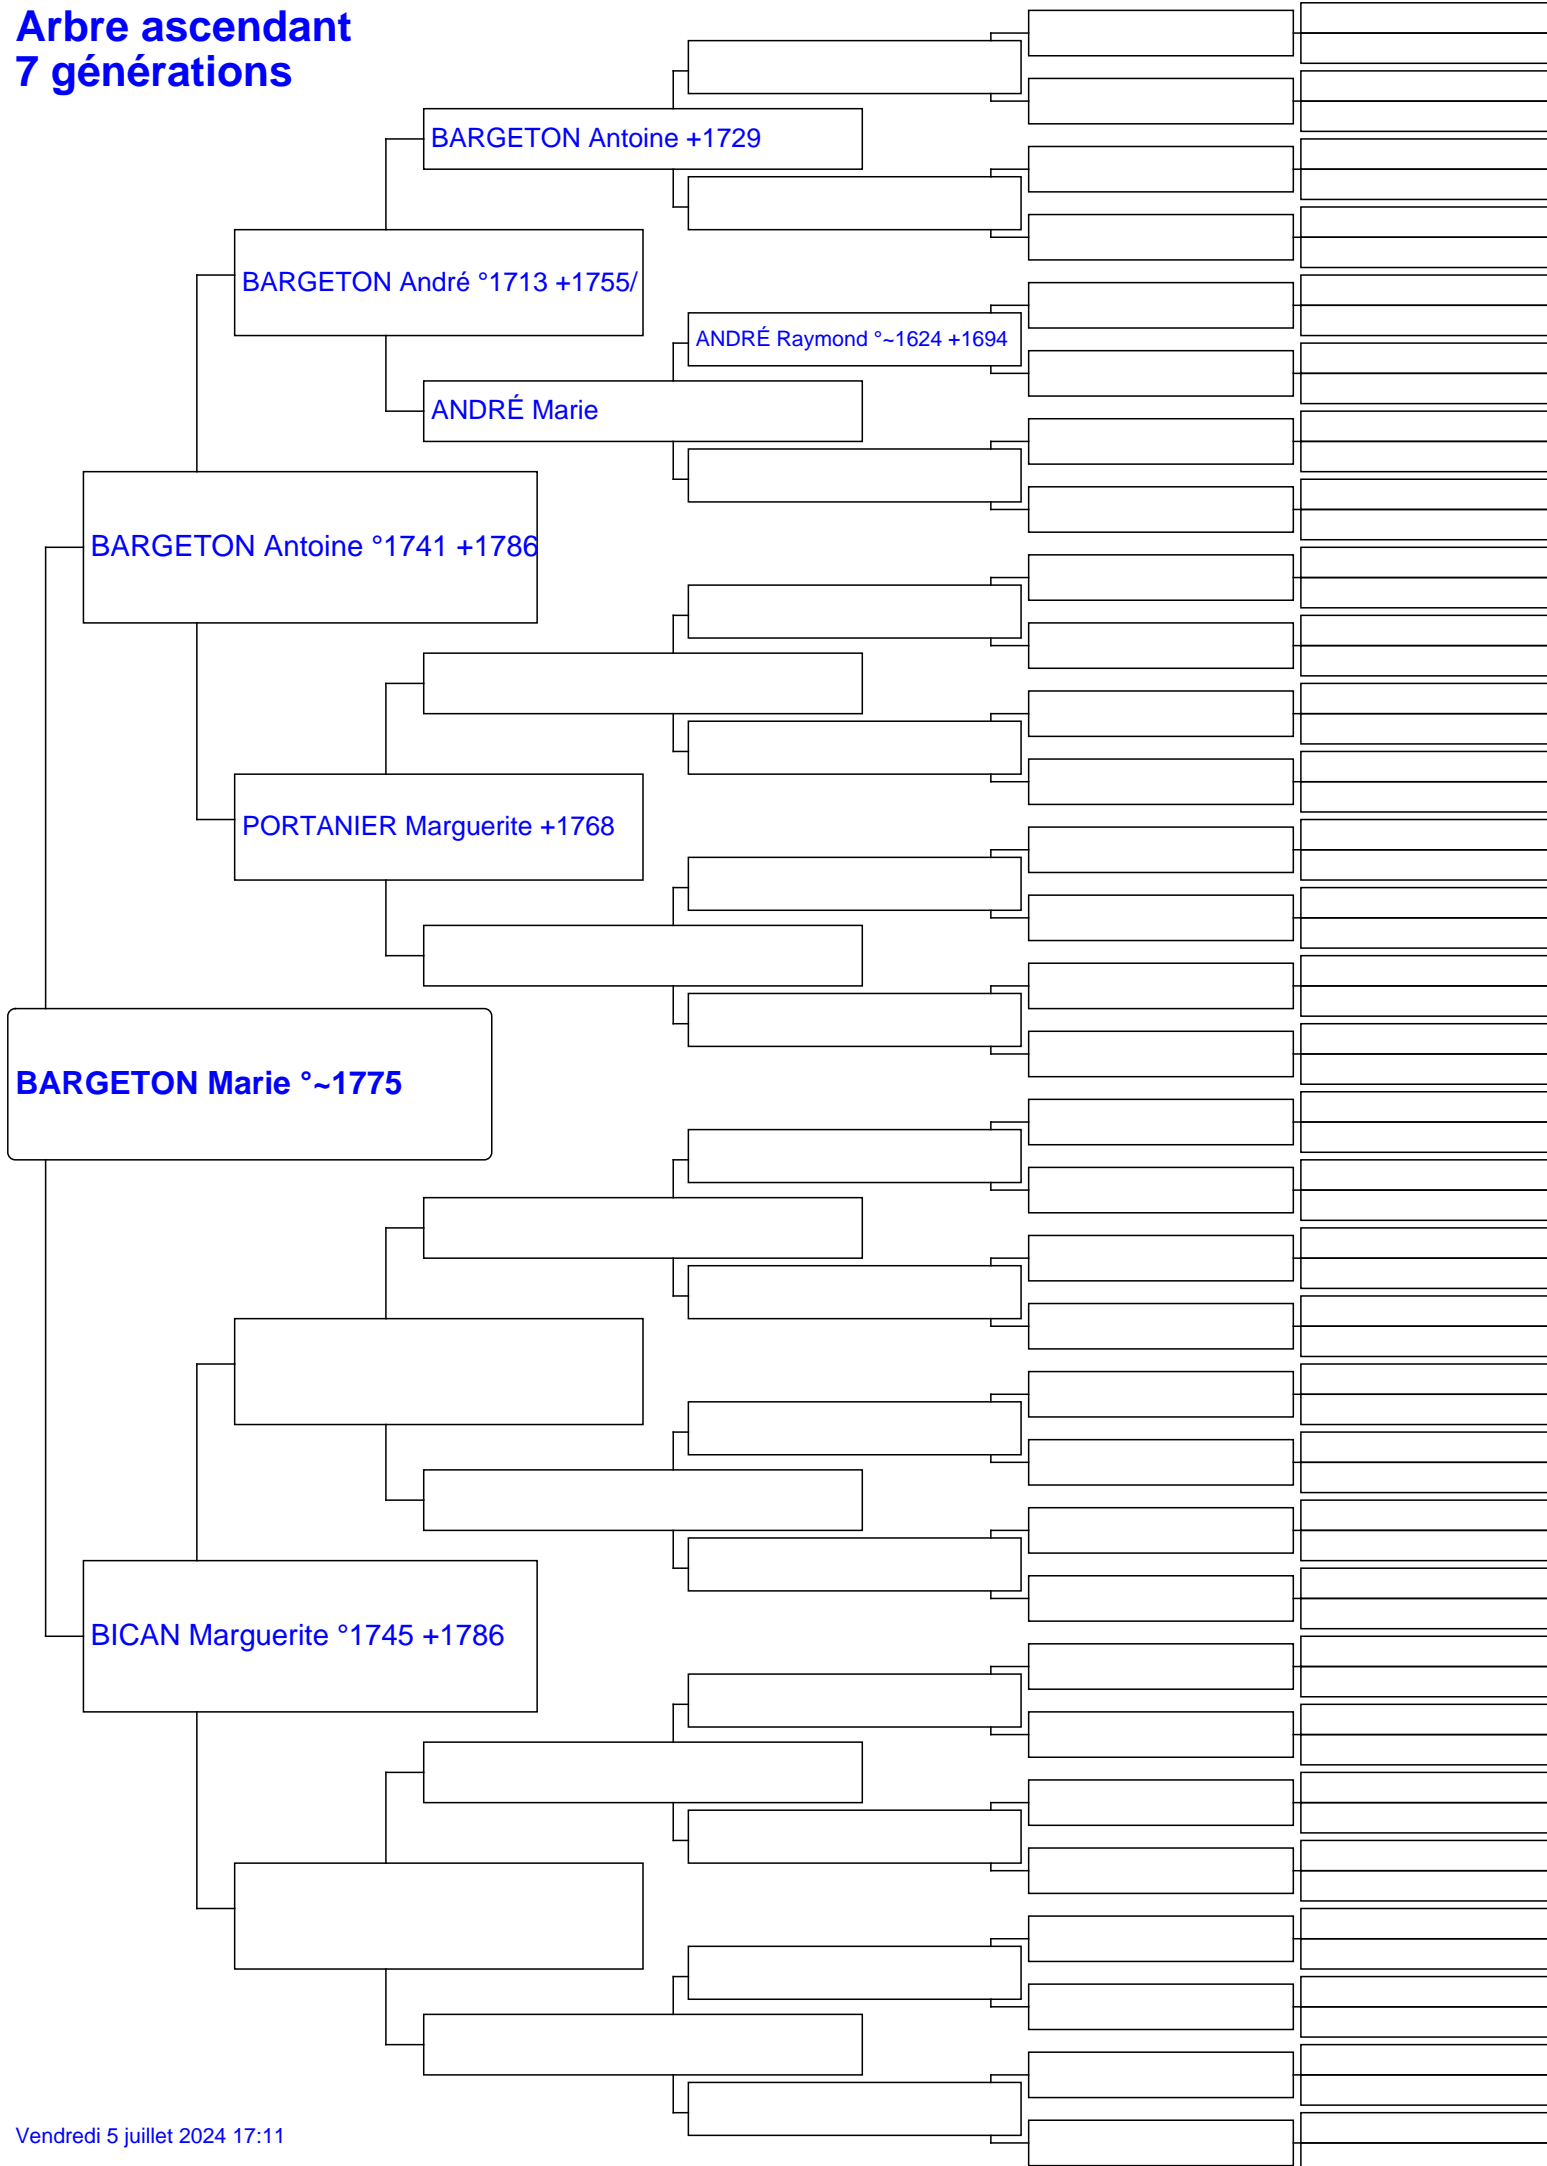 Arbre ascendant
7 générations
BARGETON Antoine +1729
BARGETON André °1713 +1755/
ANDRÉ Raymond °~1624 +1694
ANDRÉ Marie
BARGETON Antoine °1741 +1786
PORTANIER Marguerite +1768
BARGETON Marie °~1775
BICAN Marguerite °1745 +1786
Vendredi 5 juillet 2024 17:11